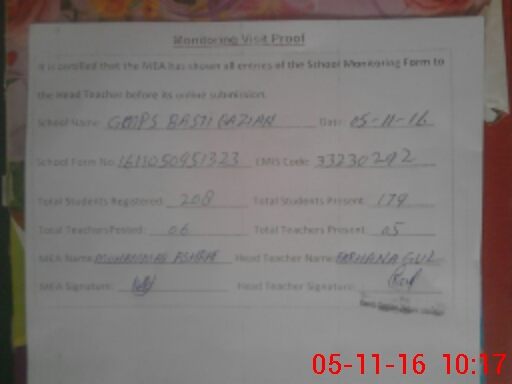 Monitoring Visit Proof
It is certified that the MEA has shown all entries of the School Monitoring Form to
the Head Teacher before its online submission.
School Name: GMPS BASTI QAZIAN Date: 05-11-16
School Form No: 1611050951323 EMIS Code: 33230292
Total Students Registered: 208 Total Students Present: 179
Total Teachers Posted: 06 Total Teachers Present: 05
MEA Name: MUHAMMAD ASHRAF Head Teacher Name: FARHANA GUL
MEA Signature: Head Teacher Signature:
05-11-16 10:17